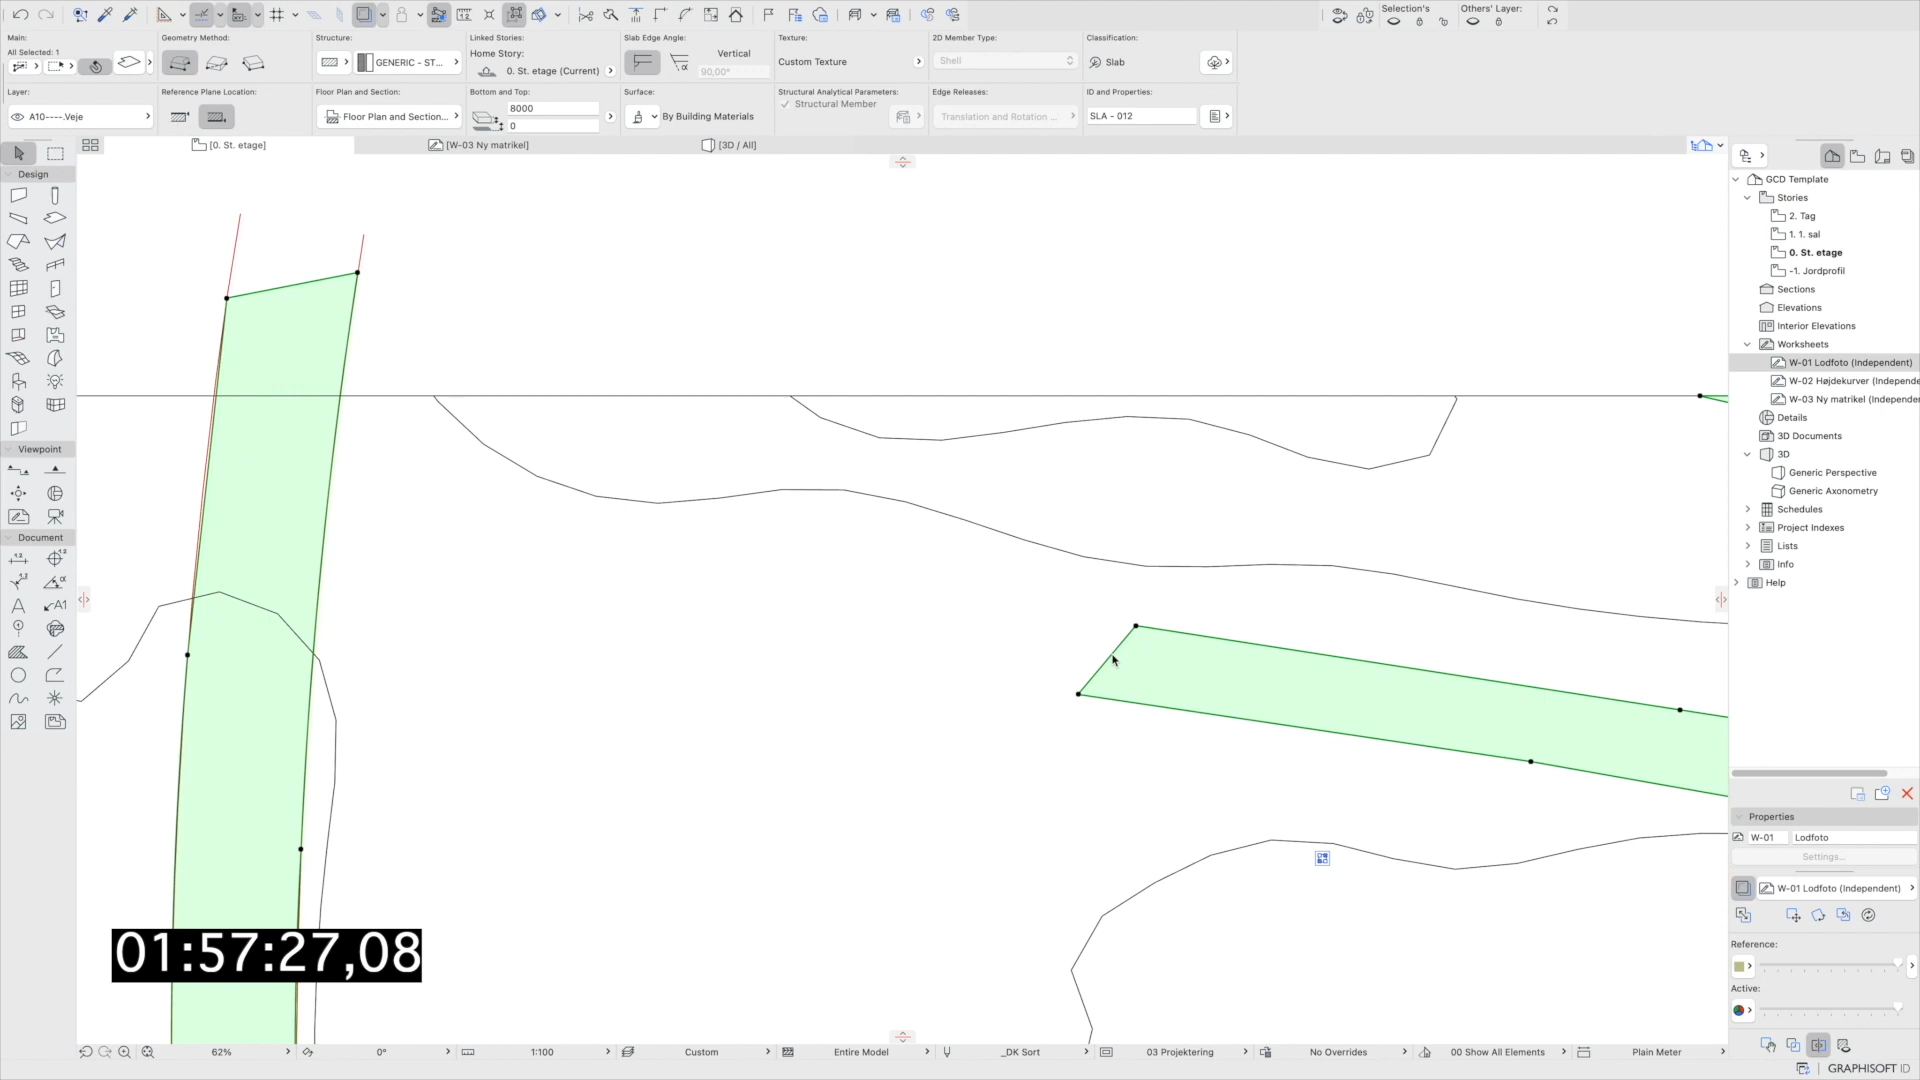 Selection's
Others' Layer:
Main:
All Selected: 1
Geometry Method:
Structure:
GENERIC - ST...
Linked Stories:
Home Story:
0. St. etage (Current)
Slab Edge Angle:
Vertical
90,00°
Texture:
Custom Texture
2D Member Type:
Shell
Classification:
Slab
Layer:
A10----.Veje
Reference Plane Location:
Floor Plan and Section:
Floor Plan and Section...
Bottom and Top:
8000
0
Surface:
By Building Materials
Structural Analytical Parameters:
Structural Member
Edge Releases:
Translation and Rotation ...
ID and Properties:
SLA - 012
[0. St. etage]
[W-03 Ny matrikel]
[3D / All]
Design
Viewpoint
Document
GCD Template
Stories
2. Tag
1. 1. sal
0. St. etage
-1. Jordprofil
Sections
Elevations
Interior Elevations
Worksheets
W-01 Lodfoto (Independent)
W-02 Højdekurver (Independe
W-03 Ny matrikel (Independen
Details
3D Documents
3D
Generic Perspective
Generic Axonometry
Schedules
Project Indexes
Lists
Info
Help
Properties
W-01
Lodfoto
Settings...
W-01 Lodfoto (Independent)
Reference:
Active:
01:57:27,08
62%
0°
1:100
Custom
Entire Model
_DK Sort
03 Projektering
No Overrides
00 Show All Elements
Plain Meter
GRAPHISOFT ID